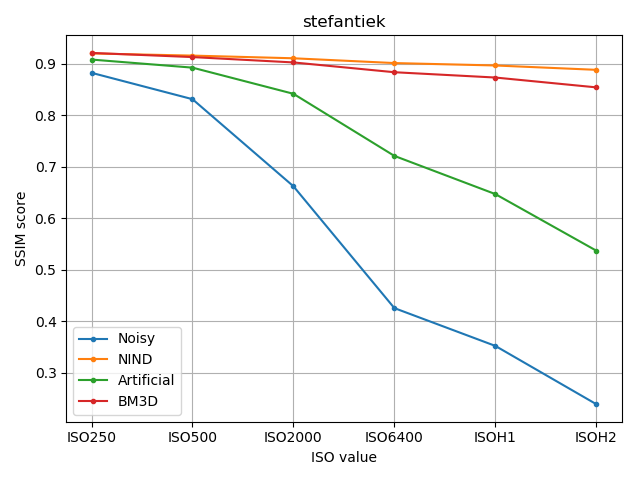 stefantiek
SSIM score
0.9
0.8
0.7
0.6
0.5
0.4
0.3
Noisy
NIND
Artificial
BM3D
ISO250 ISO500 ISO2000 ISO6400 ISOH1 ISOH2
ISO value